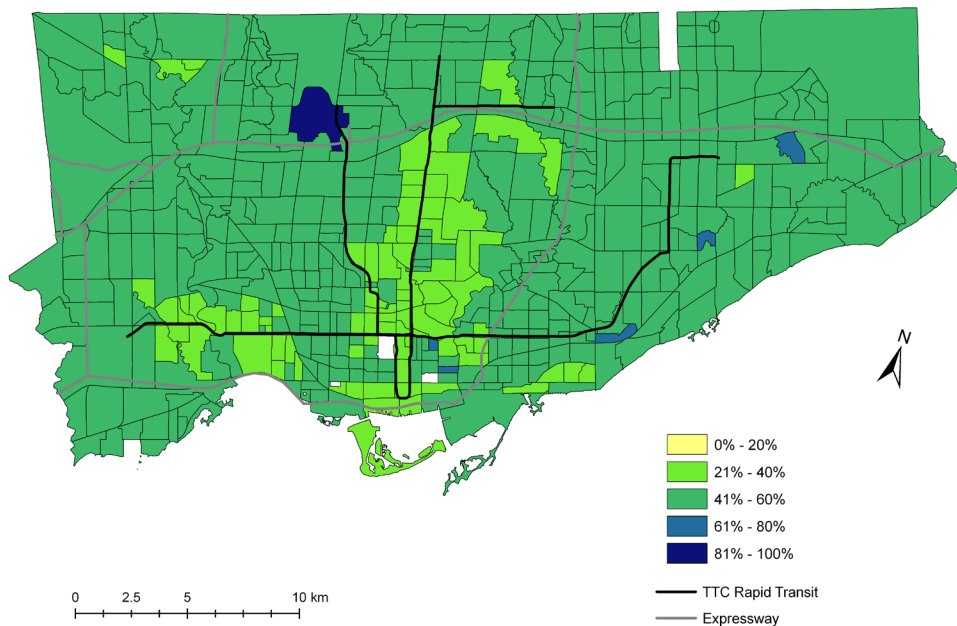 N
0% - 20%
21% - 40%
41% - 60%
61% - 80%
81% - 100%
TTC Rapid Transit
Expressway
0 2.5 5 10 km